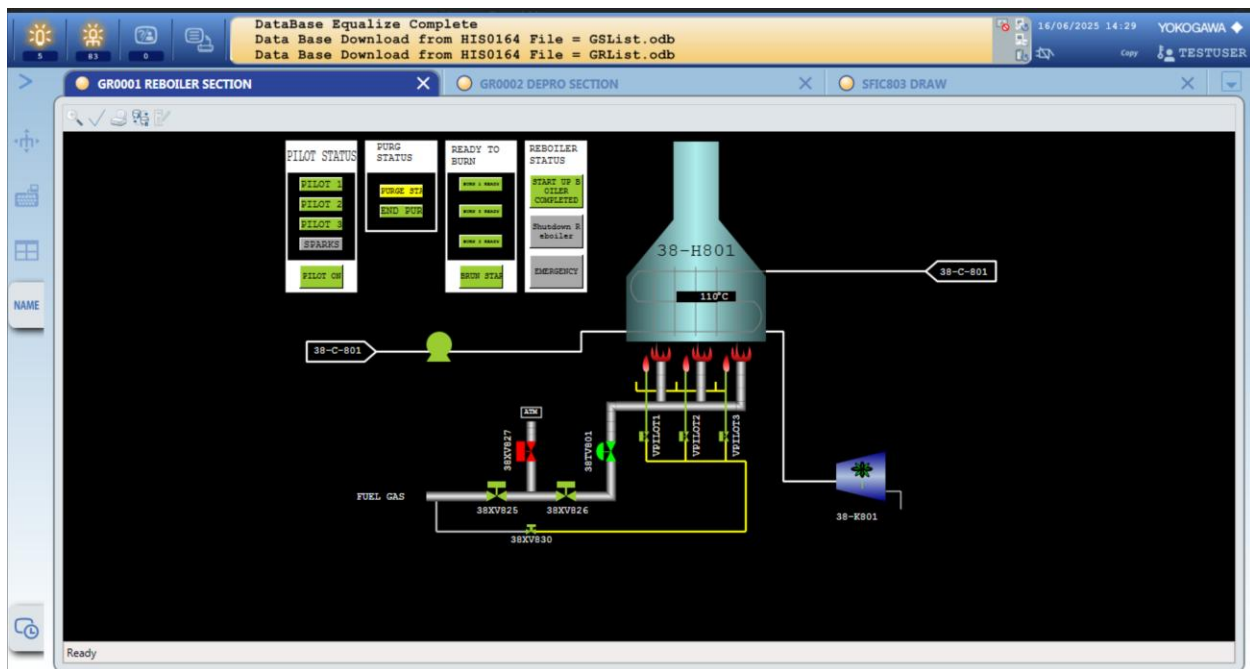 DataBase Equalize Complete
Data Base Download from HIS0164 File = GSList.odb
Data Base Download from HIS0164 File = GRList.odb
5
83
0
16/06/2025 14:29
YOKOGAWA
Copy
TESTUSER
GR0001 REBOILER SECTION
GR0002 DEPRO SECTION
SFIC803 DRAW
NAME
PILOT STATUS
PILOT 1
PILOT 2
PILOT 3
SPARKS
PILOT ON
PURG
STATUS
PURGE STA
END PUR
READY TO
BURN
BRUN STAR
REBOILER
STATUS
START UP B
OILER
COMPLETED
Shutdown R
eboiler
EMERGENCY
38-H801
110°C
38-C-801
38-C-801
ATM
38XV827
38TV801
VPILOT1
VPILOT2
VPILOT3
FUEL GAS
38XV825
38XV826
38XV830
38-K801
Ready